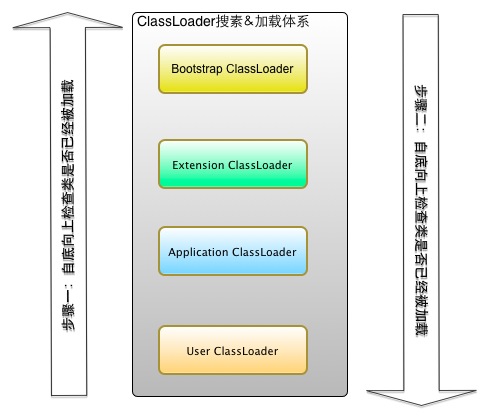 ClassLoader搜素&加载体系
Bootstrap ClassLoader
Extension ClassLoader
Application ClassLoader
User ClassLoader
步骤一：自底向上检查类是否已经被加载
步骤二：自底向上检查类是否已经被加载